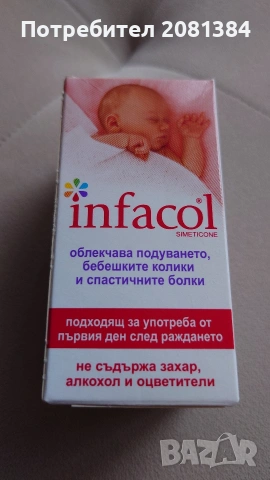 Потребител 2081384
infacol®
SIMETICONE
облекчава подуването,
бебешките колики
и спастичните болки
подходящ за употреба от
първия ден след раждането
не съдържа захар,
алкохол и оцветители
BAZAR